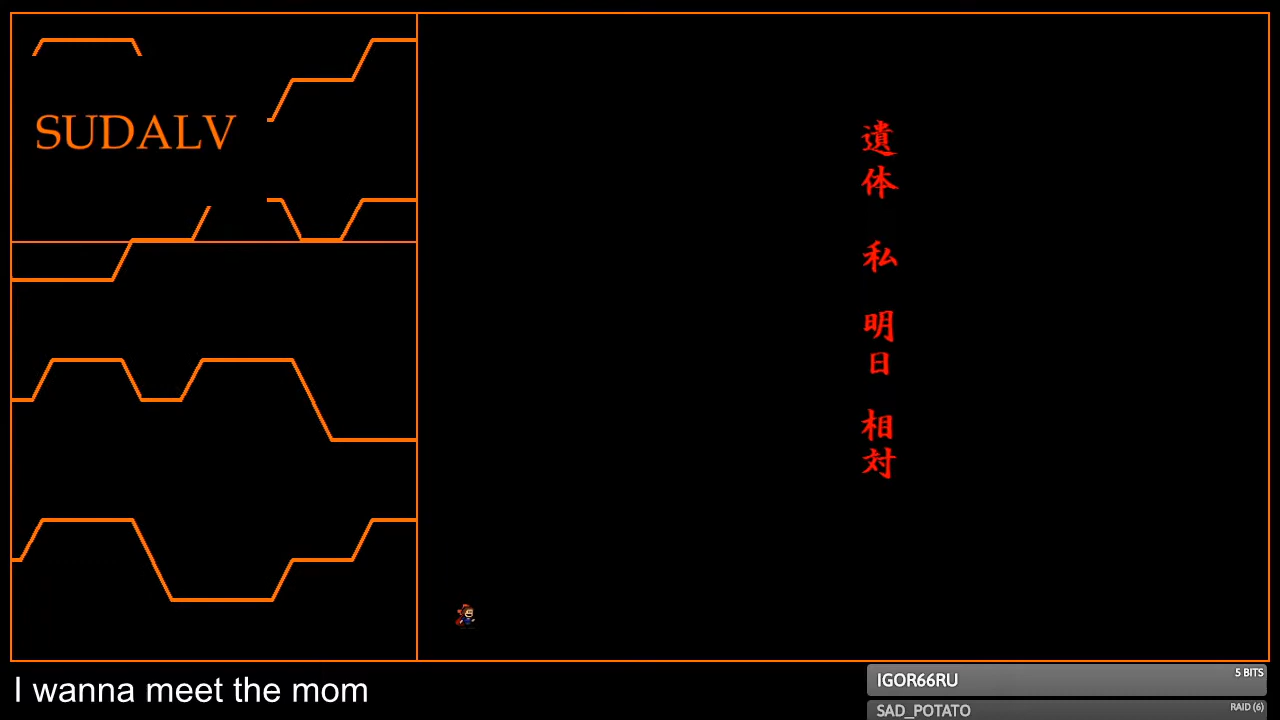 SUDALV
遺体 私 明日 相対
I wanna meet the mom
IGOR66RU
5 BITS
SAD_POTATO
RAID (6)